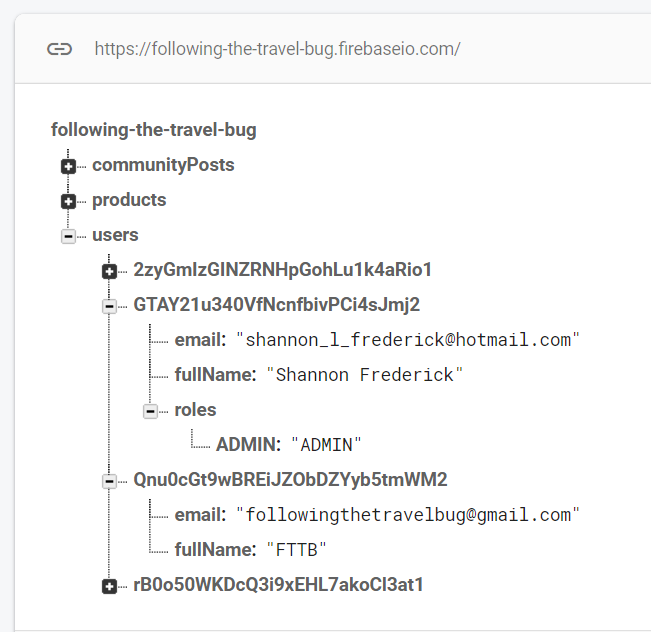 https://following-the-travel-bug.firebaseio.com/
following-the-travel-bug
communityPosts
products
users
2zyGmIzGINZRNHpGohLu1k4aRio1
GTAY21u340VfNcnfbivPCi4sJmj2
email: "shannon_l_frederick@hotmail.com"
fullName: "Shannon Frederick"
roles
ADMIN: "ADMIN"
Qnu0cGt9wBREiJZObDZYyb5tmWM2
email: "followingthetravelbug@gmail.com"
fullName: "FTTB"
rB0o50WKDcQ3i9xEHL7akoCl3at1